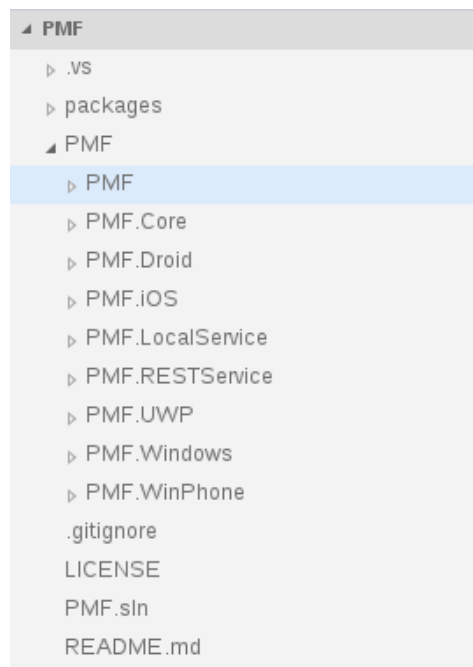 PMF
.vs
packages
PMF
PMF
PMF.Core
PMF.Droid
PMF.iOS
PMF.LocalService
PMF.RESTService
PMF.UWP
PMF.Windows
PMF.WinPhone
.gitignore
LICENSE
PMF.sln
README.md